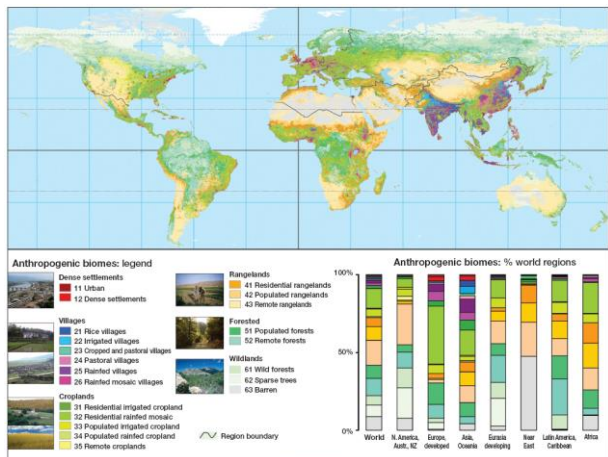 Anthropogenic biomes: legend
Dense settlements
11 Urban
12 Dense settlements
Villages
21 Rice villages
22 Irrigated villages
23 Cropped and pastoral villages
24 Pastoral villages
25 Rainfed villages
26 Rainfed mosaic villages
Croplands
31 Residential irrigated cropland
32 Residential rainfed mosaic
33 Populated irrigated cropland
34 Populated rainfed cropland
35 Remote croplands
Rangelands
41 Residential rangelands
42 Populated rangelands
43 Remote rangelands
Forested
51 Populated forests
52 Remote forests
Wildlands
61 Wild forests
62 Sparse trees
63 Barren
Region boundary
Anthropogenic biomes: % world regions
100%
50%
0%
World
N. America,
Austr., NZ
Europe,
developed
Asia,
Oceania
Eurasia
developing
Near
East
Latin America,
Caribbean
Africa